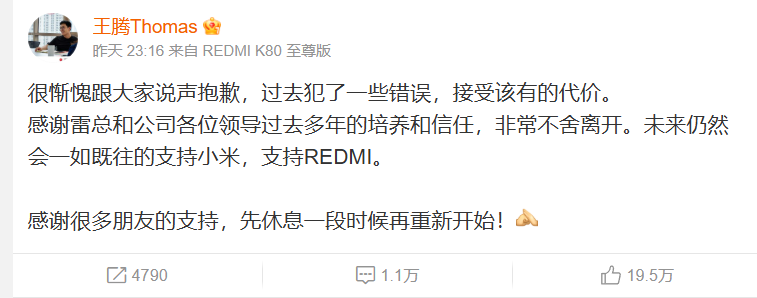 王腾Thomas
昨天 23:16 来自 REDMI K80 至尊版
很惭愧跟大家说声抱歉，过去犯了一些错误，接受该有的代价。
感谢雷总和公司各位领导过去多年的培养和信任，非常不舍离开。未来仍然
会一如既往的支持小米，支持REDMI。
感谢很多朋友的支持，先休息一段时候再重新开始！
4790
1.1万
19.5万